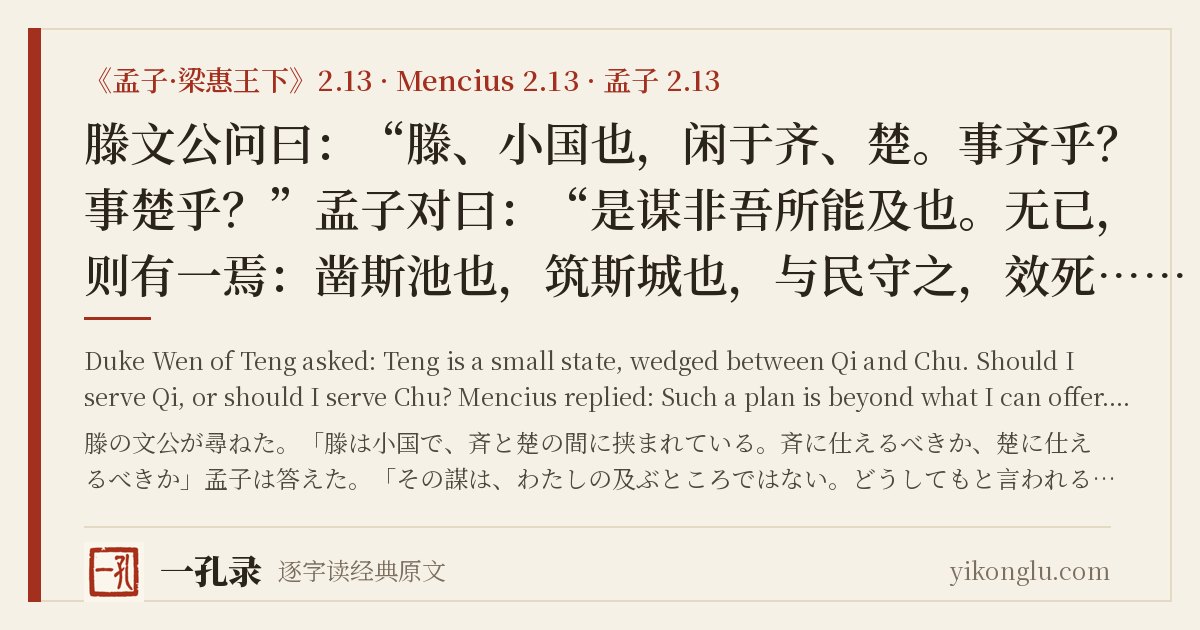 《孟子·梁惠王下》2.13 · Mencius 2.13 · 孟子 2.13
滕文公问曰：“滕、小国也，闲于齐、楚。事齐乎？
事楚乎？”孟子对曰：“是谋非吾所能及也。无已，
则有一焉：凿斯池也，筑斯城也，与民守之，效死……
Duke Wen of Teng asked: Teng is a small state, wedged between Qi and Chu. Should I
serve Qi, or should I serve Chu? Mencius replied: Such a plan is beyond what I can offer....
滕の文公が尋ねた。「滕は小国で、斉と楚の間に挟まれている。斉に仕えるべきか、楚に仕え
るべきか」孟子は答えた。「その謀は、わたしの及ぶところではない。どうしてもと言われる…
一孔
一孔录 逐字读经典原文
yikonglu.com